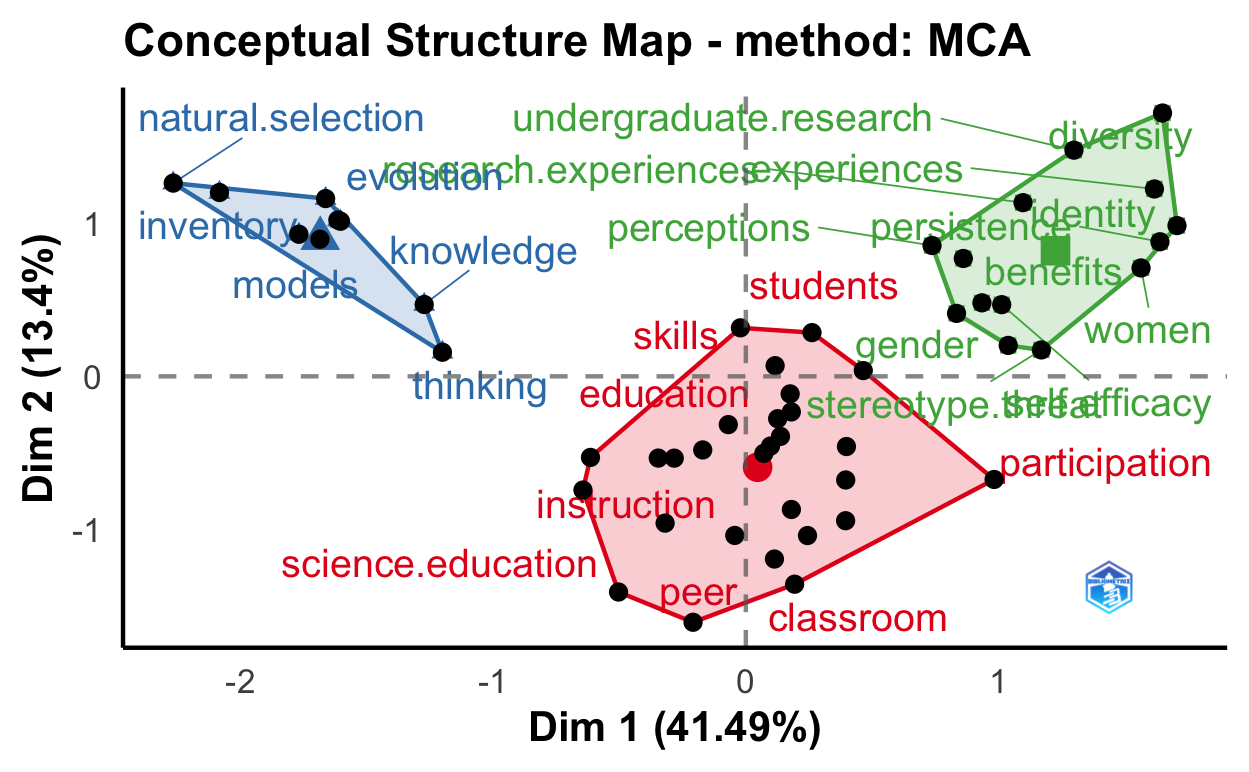 Conceptual Structure Map - method: MCA
natural.selection
undergraduate.research
diversity
evolution
research.experiences
experiences
inventory
perceptions
persistence
identity
knowledge
models
benefits
students
skills
gender
women
thinking
education
stereotype.threat
self.efficacy
participation
instruction
science.education
peer
classroom
BIBLIOMETRIX
1
0
-1
-2
-1
0
1
Dim 1 (41.49%)
Dim 2 (13.4%)